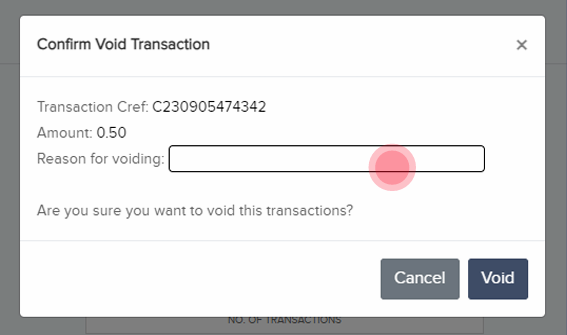 Confirm Void Transaction
×
Transaction Cref: C230905474342
Amount: 0.50
Reason for voiding:
Are you sure you want to void this transactions?
Cancel
Void
NO. OF TRANSACTIONS